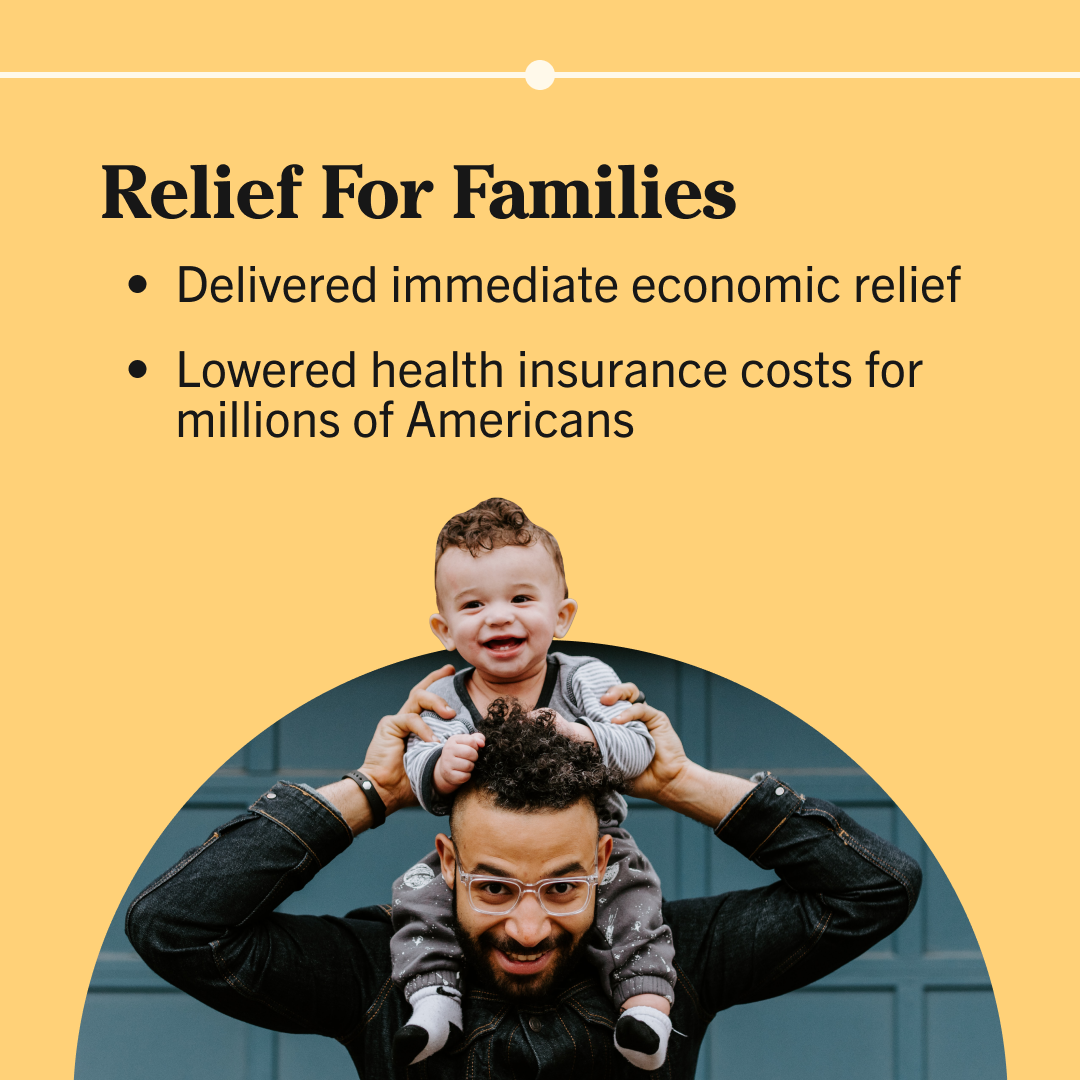 Relief For Families
• Delivered immediate economic relief
• Lowered health insurance costs for
millions of Americans